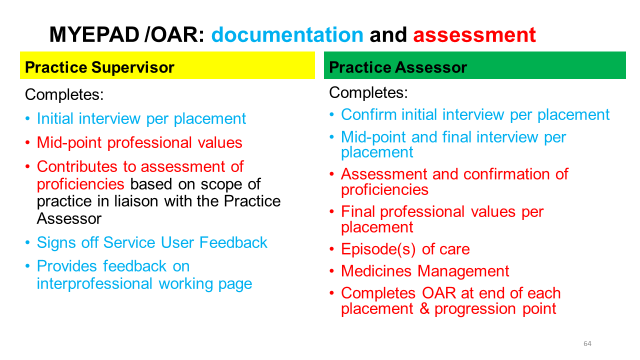 MYEPAD /OAR: documentation and assessment
Practice Supervisor
Completes:
• Initial interview per placement
• Mid-point professional values
• Contributes to assessment of
proficiencies based on scope of
practice in liaison with the Practice
Assessor
• Signs off Service User Feedback
• Provides feedback on
interprofessional working page
Practice Assessor
Completes:
• Confirm initial interview per placement
• Mid-point and final interview per
placement
• Assessment and confirmation of
proficiencies
• Final professional values per
placement
• Episode(s) of care
• Medicines Management
• Completes OAR at end of each
placement & progression point
64